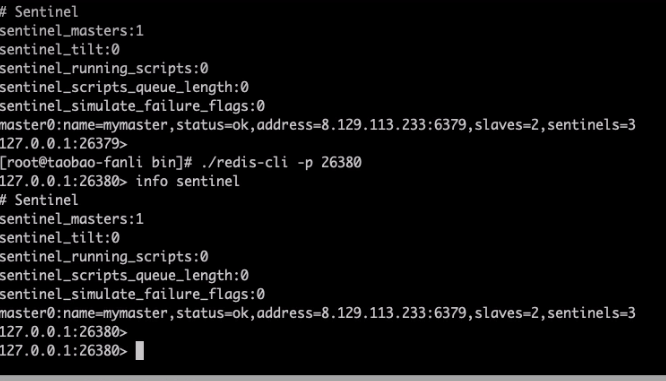 # Sentinel
sentinel_masters:1
sentinel_tilt:0
sentinel_running_scripts:0
sentinel_scripts_queue_length:0
sentinel_simulate_failure_flags:0
master0:name=mymaster,status=ok,address=8.129.113.233:6379,slaves=2,sentinels=3
127.0.0.1:26379>
[root@taobao-fanli bin]# ./redis-cli -p 26380
127.0.0.1:26380> info sentinel
# Sentinel
sentinel_masters:1
sentinel_tilt:0
sentinel_running_scripts:0
sentinel_scripts_queue_length:0
sentinel_simulate_failure_flags:0
master0:name=mymaster,status=ok,address=8.129.113.233:6379,slaves=2,sentinels=3
127.0.0.1:26380>
127.0.0.1:26380>